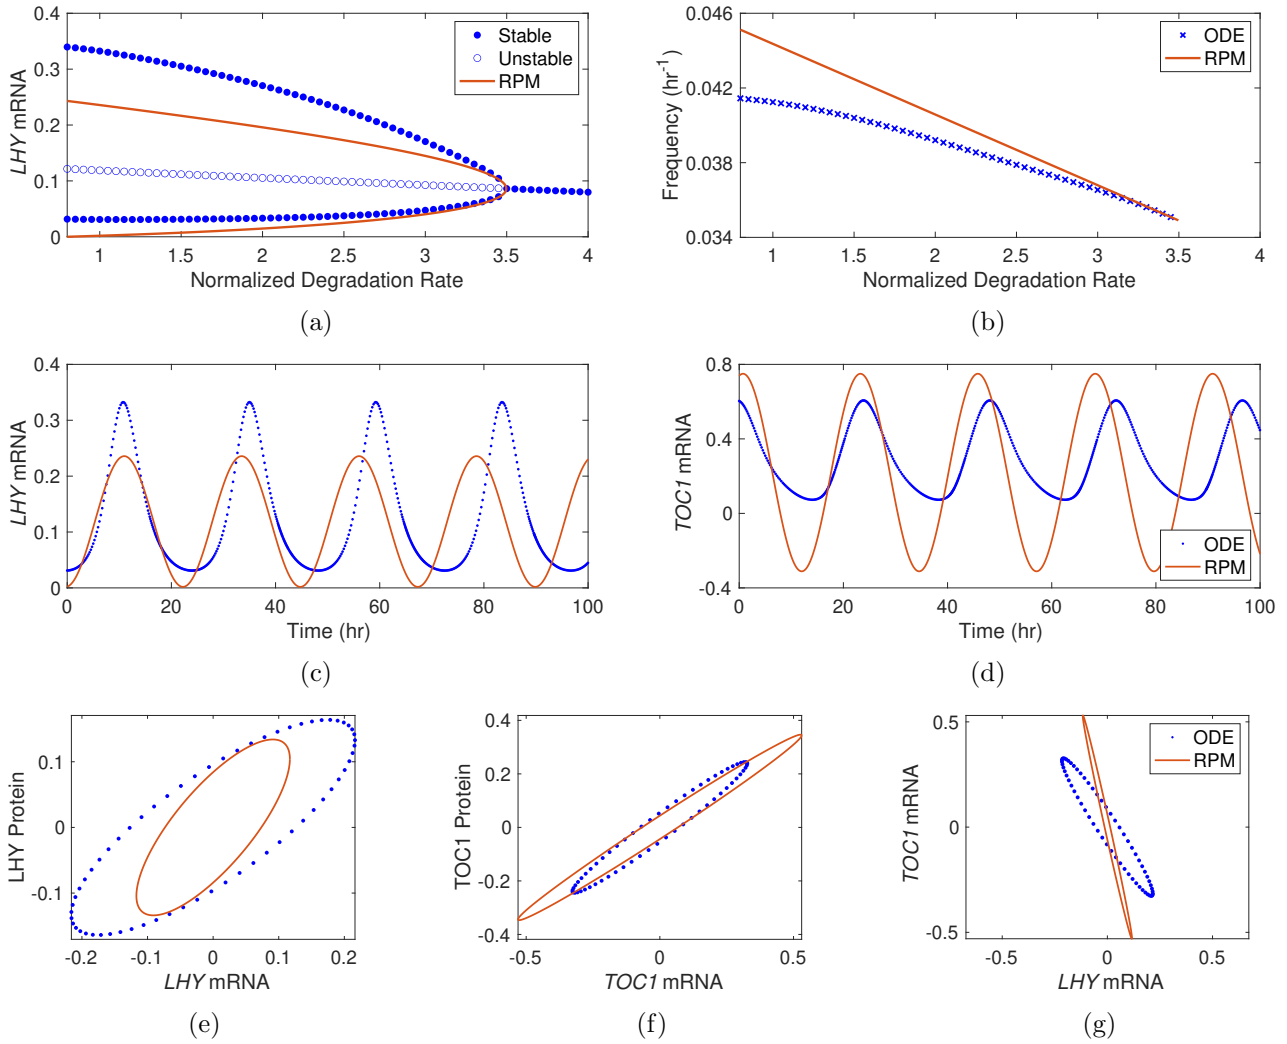 0.4
0.3
0.2
0.1
0
LHY mRNA
Stable
Unstable
RPM
1 1.5 2 2.5 3 3.5 4
Normalized Degradation Rate
(a)
0.046
0.042
0.038
0.034
Frequency (hr-1)
ODE
RPM
1 1.5 2 2.5 3 3.5 4
Normalized Degradation Rate
(b)
0.4
0.3
0.2
0.1
0
LHY mRNA
0 20 40 60 80 100
Time (hr)
(c)
0.8
0.4
0
-0.4
TOC1 mRNA
ODE
RPM
0 20 40 60 80 100
Time (hr)
(d)
0.1
0
-0.1
LHY Protein
-0.2 -0.1 0 0.1 0.2
LHY mRNA
(e)
0.4
0.2
0
-0.2
-0.4
TOC1 Protein
-0.5 0 0.5
TOC1 mRNA
(f)
0.5
0
-0.5
TOC1 mRNA
ODE
RPM
-0.5 0 0.5
LHY mRNA
(g)